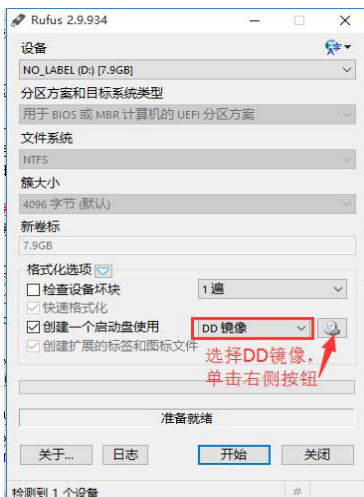 Rufus 2.9.934
设备
NO_LABEL (D:) [7.9GB]
分区方案和目标系统类型
用于 BIOS 或 MBR 计算机的 UEFI 分区方案
文件系统
NTFS
簇大小
4096 字节 (默认)
新卷标
7.9GB
格式化选项
检查设备坏块 1 遍
快速格式化
创建一个启动盘使用 DD 镜像
创建扩展的标签和图标文件
选择DD镜像,
单击右侧按钮
准备就绪
关于... 日志 开始 关闭
检测到 1 个设备 #